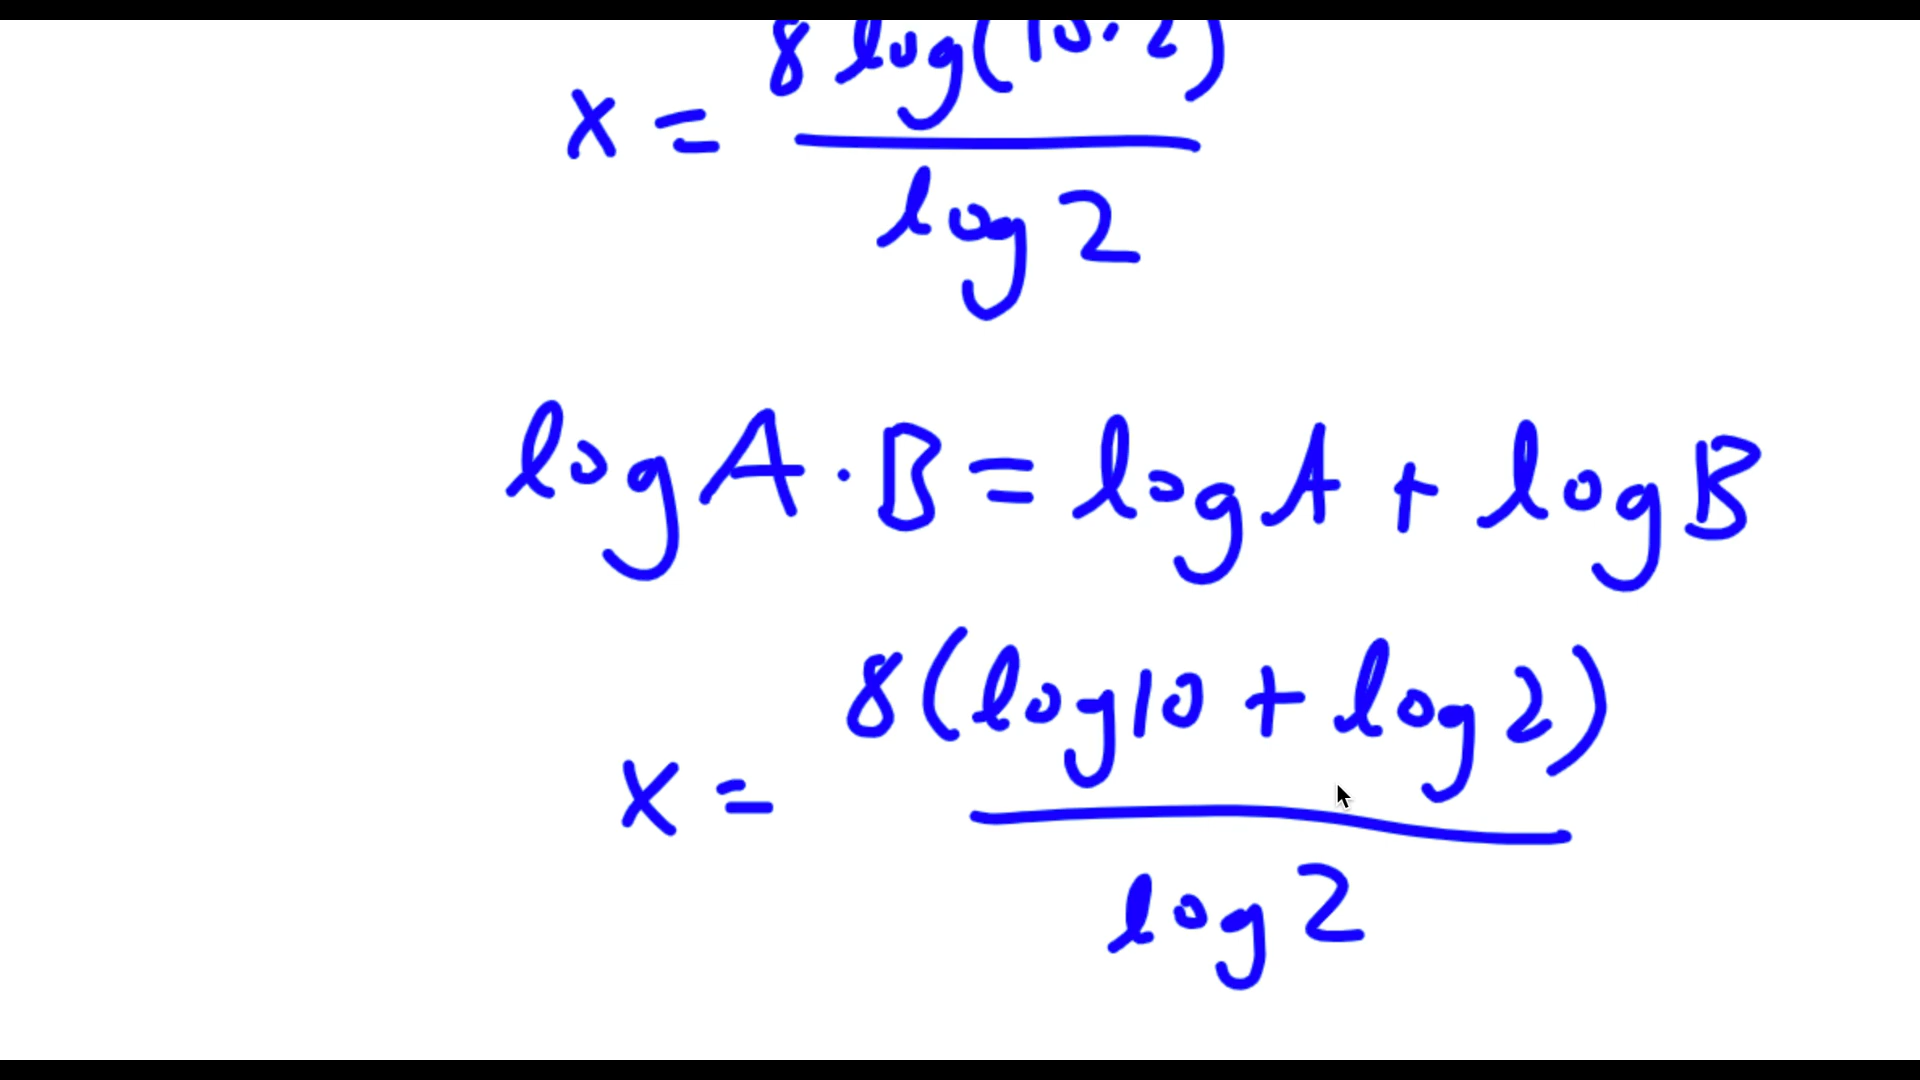 x = 8 log(10·2) / log 2
log A · B = log A + log B
x = 8(log 10 + log 2) / log 2